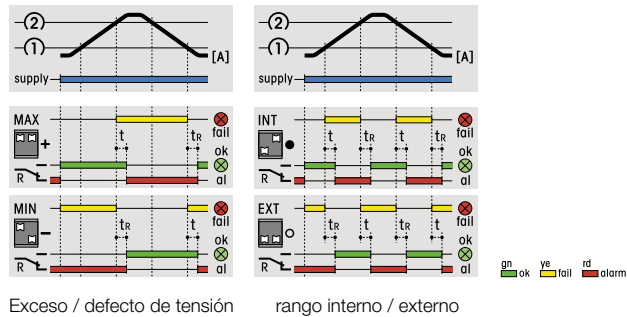 2
1
[A]
supply
MAX
+
t
tR
fail
ok
R
al
MIN
−
tR
t
fail
ok
R
al
Exceso / defecto de tensión
2
1
[A]
supply
INT
t
tR
t
tR
fail
ok
R
al
EXT
tR
t
tR
t
fail
ok
R
al
rango interno / externo
gn ye rd
ok fail alarm